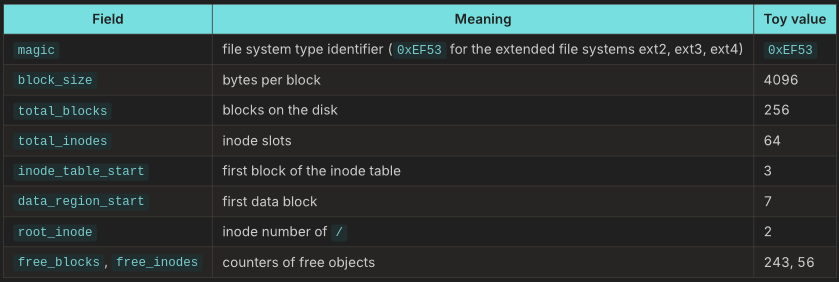 Field Meaning Toy value
magic file system type identifier ( 0xEF53 for the extended file systems ext2, ext3, ext4) 0xEF53
block_size bytes per block 4096
total_blocks blocks on the disk 256
total_inodes inode slots 64
inode_table_start first block of the inode table 3
data_region_start first data block 7
root_inode inode number of / 2
free_blocks, free_inodes counters of free objects 243, 56